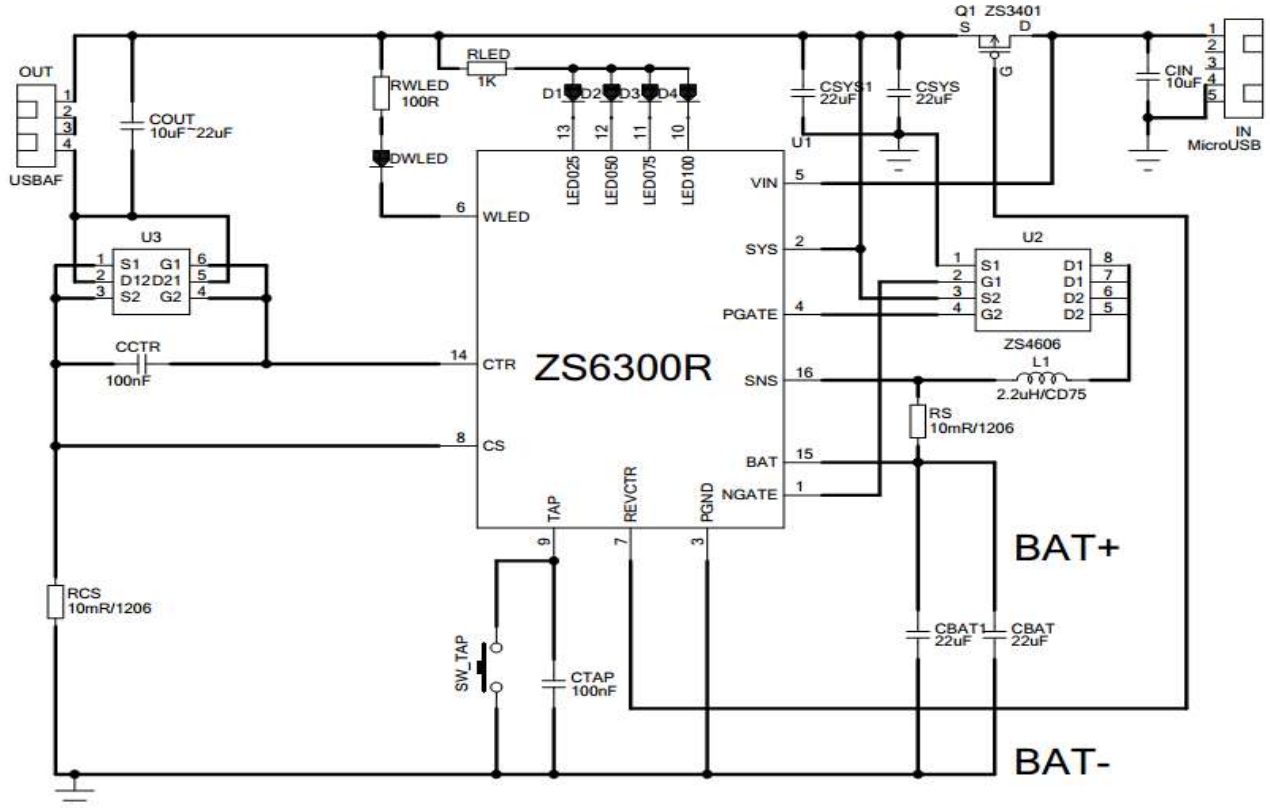 Q1 ZS3401
S D
G
OUT
1
2
3
4
USBAF
COUT
10uF~22uF
RWLED
100R
DWLED
RLED
1K
D1 D2 D3 D4
13 12 11 10
LED025 LED050 LED075 LED100
CSYS1
22uF
CSYS
22uF
CIN
10uF
1
2
3
4
5
IN
MicroUSB
U1
VIN 5
6 WLED
SYS 2
PGATE 4
U3
1 S1 G1 6
2 D12 D21 5
3 S2 G2 4
U2
1 S1 D1 8
2 G1 D1 7
3 S2 D2 6
4 G2 D2 5
ZS4606
CCTR
100nF
14 CTR
ZS6300R
SNS 16
L1
2.2uH/CD75
RS
10mR/1206
8 CS
BAT 15
NGATE 1
TAP REVCTR PGND
9 7 3
BAT+
RCS
10mR/1206
SW_TAP
CTAP
100nF
CBAT1
22uF
CBAT
22uF
BAT-